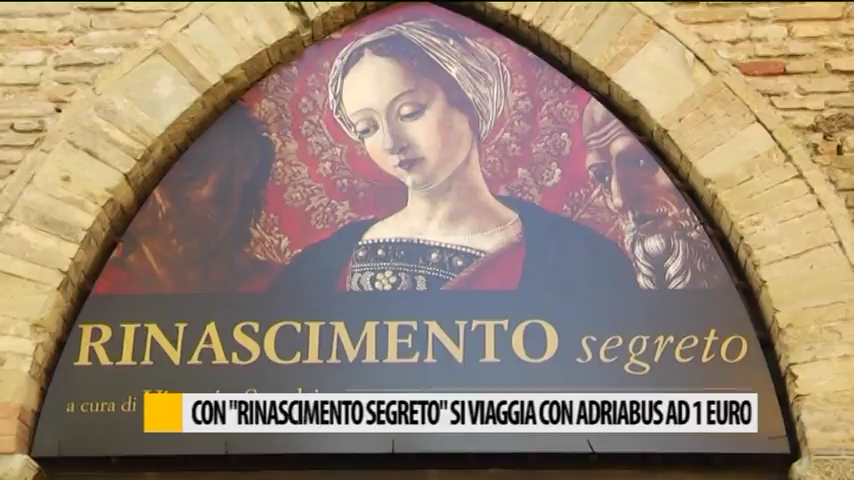 RINASCIMENTO segreto
a cura di
CON "RINASCIMENTO SEGRETO" SI VIAGGIA CON ADRIABUS AD 1 EURO